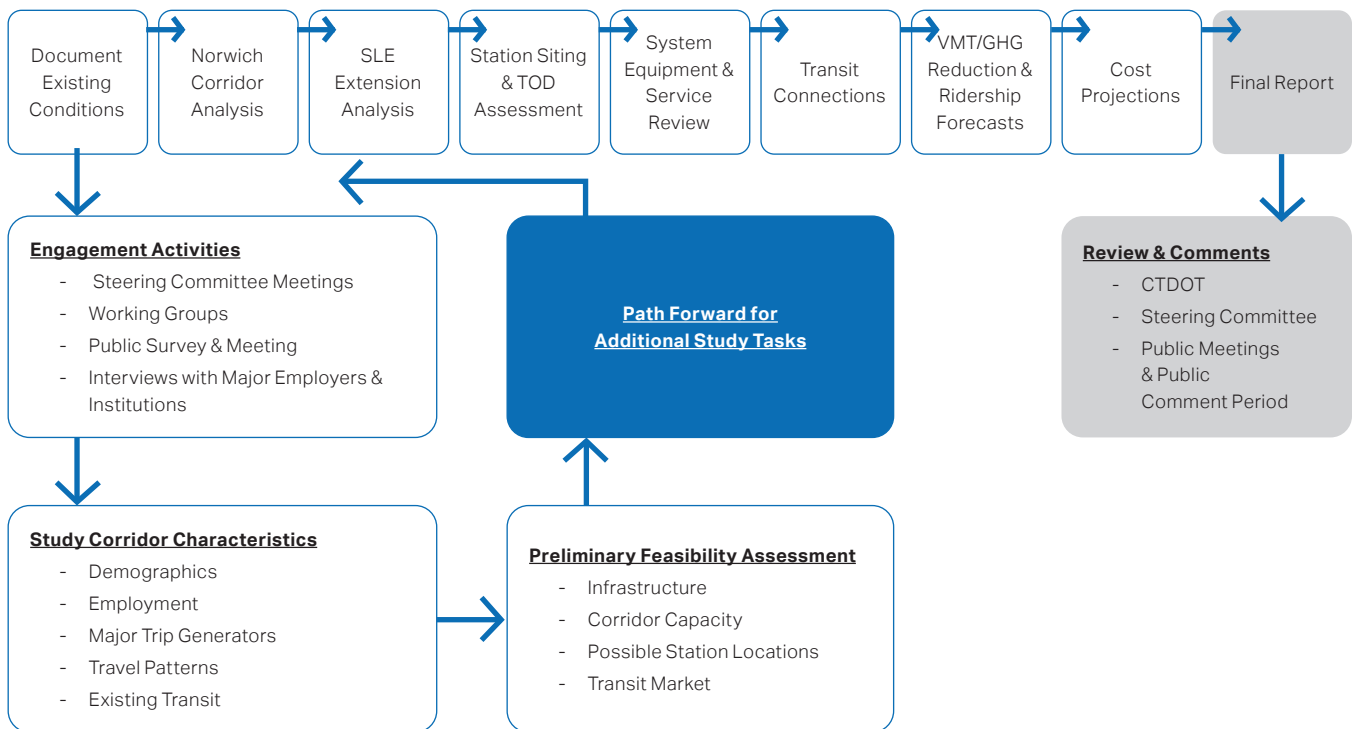 Document
Existing
Conditions
Norwich
Corridor
Analysis
SLE
Extension
Analysis
Station Siting
& TOD
Assessment
System
Equipment &
Service
Review
Transit
Connections
VMT/GHG
Reduction &
Ridership
Forecasts
Cost
Projections
Final Report
Engagement Activities
- Steering Committee Meetings
- Working Groups
- Public Survey & Meeting
- Interviews with Major Employers &
Institutions
Path Forward for
Additional Study Tasks
Review & Comments
- CTDOT
- Steering Committee
- Public Meetings
& Public
Comment Period
Study Corridor Characteristics
- Demographics
- Employment
- Major Trip Generators
- Travel Patterns
- Existing Transit
Preliminary Feasibility Assessment
- Infrastructure
- Corridor Capacity
- Possible Station Locations
- Transit Market